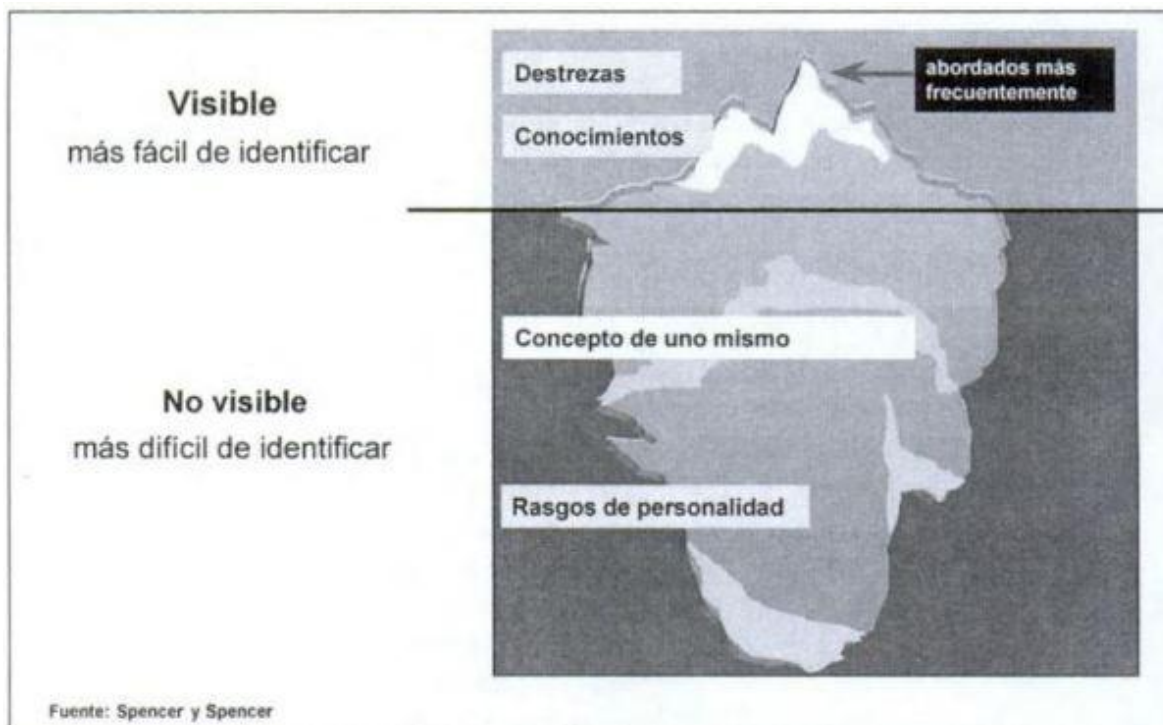 Visible
más fácil de identificar
Destrezas
Conocimientos
abordados más
frecuentemente
No visible
más difícil de identificar
Concepto de uno mismo
Rasgos de personalidad
Fuente: Spencer y Spencer